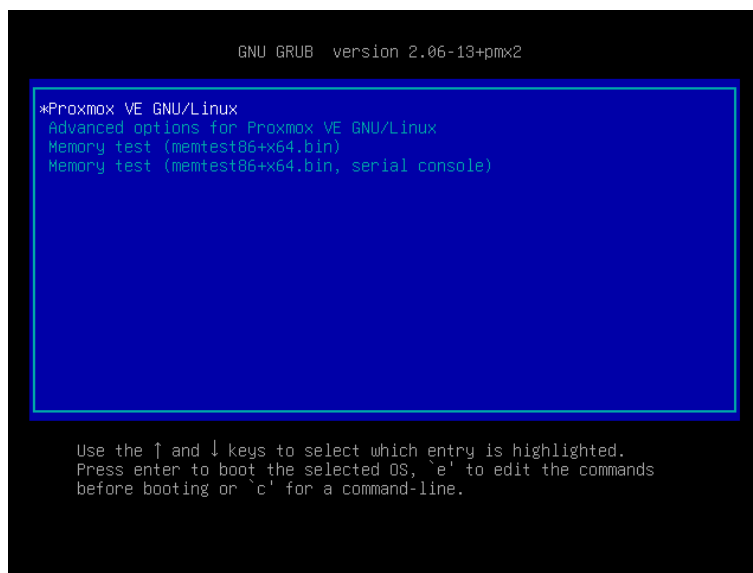 GNU GRUB version 2.06-13+pmx2
*Proxmox VE GNU/Linux
Advanced options for Proxmox VE GNU/Linux
Memory test (memtest86+x64.bin)
Memory test (memtest86+x64.bin, serial console)
Use the ↑ and ↓ keys to select which entry is highlighted.
Press enter to boot the selected OS, `e' to edit the commands
before booting or `c' for a command-line.